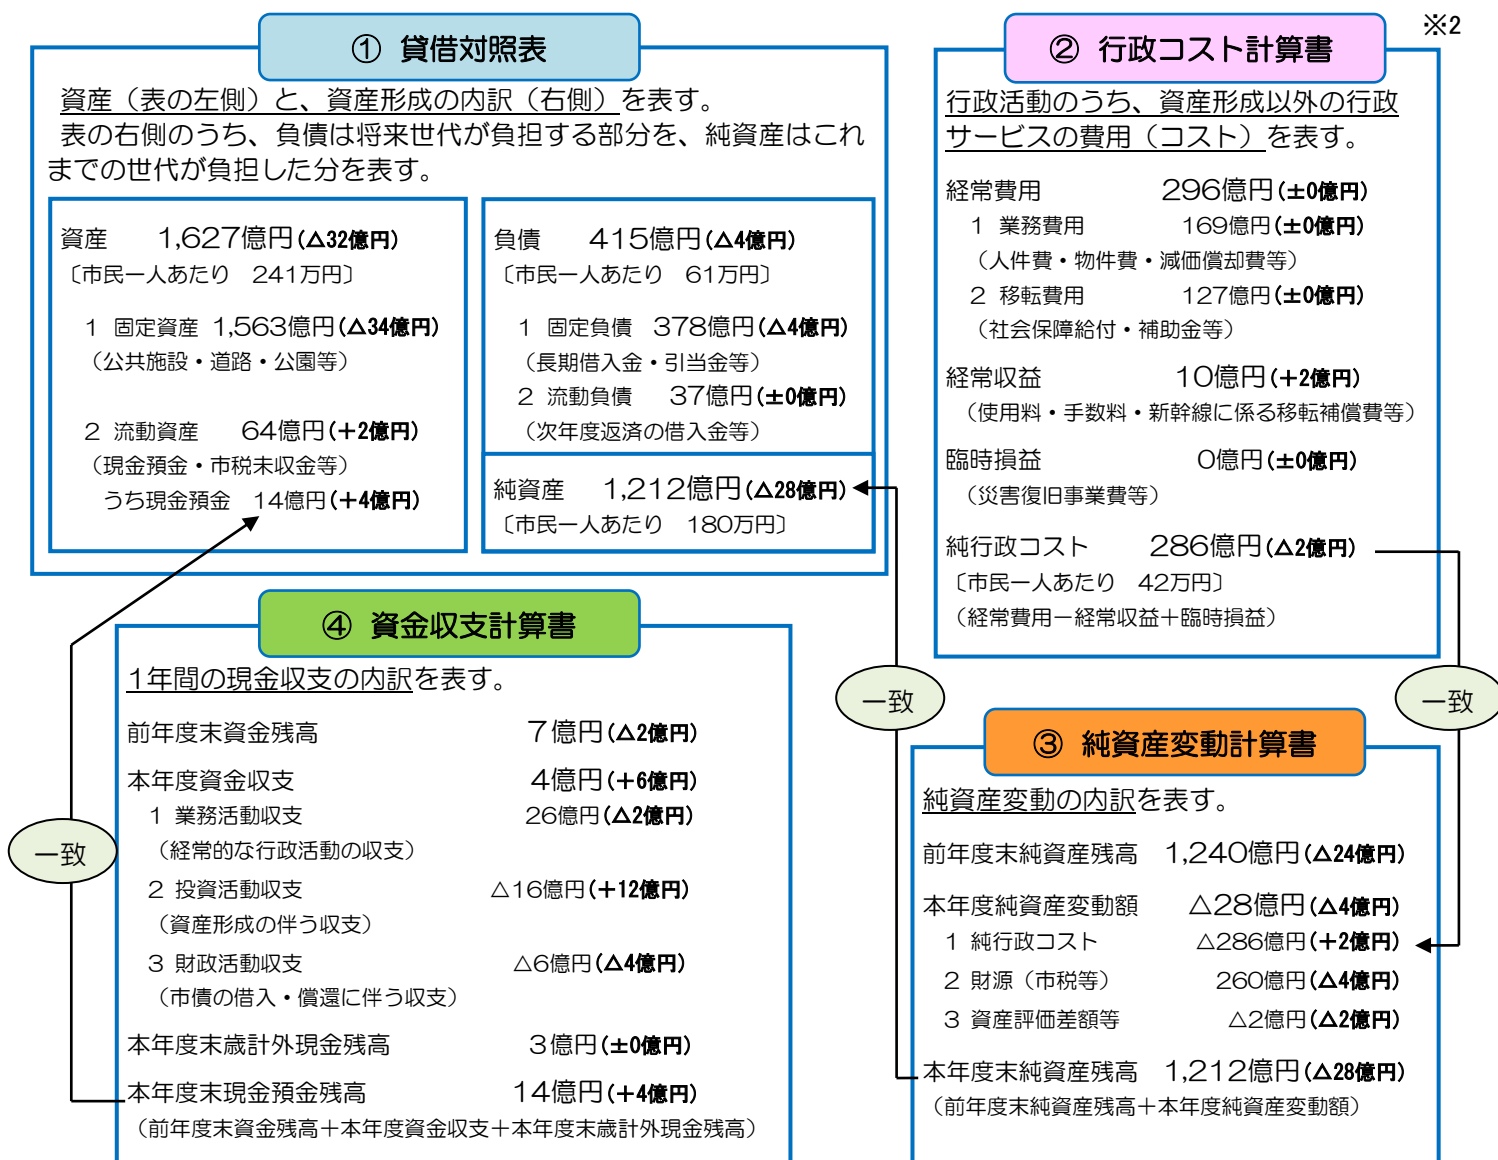 ※2
① 貸借対照表
資産（表の左側）と、資産形成の内訳（右側）を表す。
表の右側のうち、負債は将来世代が負担する部分を、純資産はこれ
までの世代が負担した分を表す。
資産 1,627億円(△32億円)
〔市民一人あたり 241万円〕
1 固定資産 1,563億円(△34億円)
（公共施設・道路・公園等）
2 流動資産 64億円(＋2億円)
（現金預金・市税未収金等）
うち現金預金 14億円(＋4億円)
負債 415億円(△4億円)
〔市民一人あたり 61万円〕
1 固定負債 378億円(△4億円)
（長期借入金・引当金等）
2 流動負債 37億円(±0億円)
（次年度返済の借入金等）
純資産 1,212億円(△28億円)
〔市民一人あたり 180万円〕
② 行政コスト計算書
行政活動のうち、資産形成以外の行政
サービスの費用（コスト）を表す。
経常費用 296億円(±0億円)
1 業務費用 169億円(±0億円)
（人件費・物件費・減価償却費等）
2 移転費用 127億円(±0億円)
（社会保障給付・補助金等）
経常収益 10億円(＋2億円)
（使用料・手数料・新幹線に係る移転補償費等）
臨時損益 0億円(±0億円)
（災害復旧事業費等）
純行政コスト 286億円(△2億円)
〔市民一人あたり 42万円〕
（経常費用－経常収益＋臨時損益）
一致
一致
一致
④ 資金収支計算書
1年間の現金収支の内訳を表す。
前年度末資金残高 7億円(△2億円)
本年度資金収支 4億円(＋6億円)
1 業務活動収支 26億円(△2億円)
（経常的な行政活動の収支）
2 投資活動収支 △16億円(＋12億円)
（資産形成の伴う収支）
3 財政活動収支 △6億円(△4億円)
（市債の借入・償還に伴う収支）
本年度末歳計外現金残高 3億円(±0億円)
本年度末現金預金残高 14億円(＋4億円)
（前年度末資金残高＋本年度資金収支＋本年度末歳計外現金残高）
③ 純資産変動計算書
純資産変動の内訳を表す。
前年度末純資産残高 1,240億円(△24億円)
本年度純資産変動額 △28億円(△4億円)
1 純行政コスト △286億円(＋2億円)
2 財源（市税等） 260億円(△4億円)
3 資産評価差額等 △2億円(△2億円)
本年度末純資産残高 1,212億円(△28億円)
（前年度末純資産残高＋本年度純資産変動額）